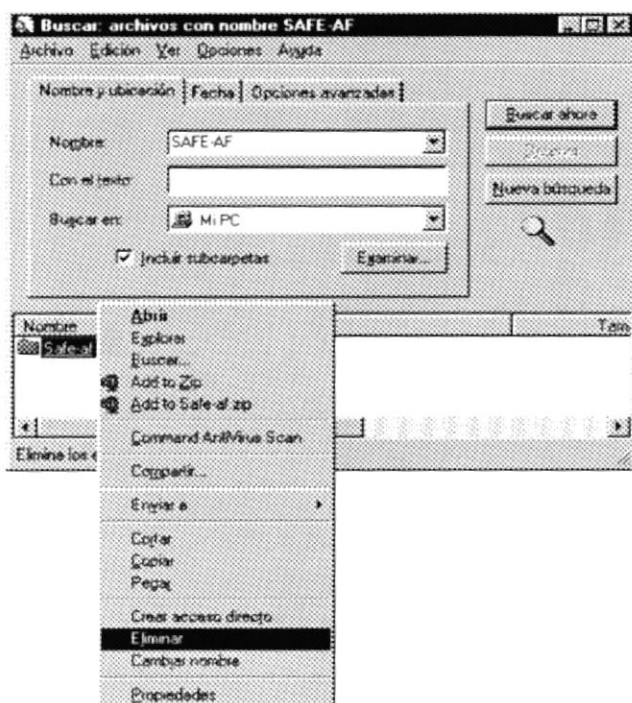 Buscar: archivos con nombre SAFE-AF
Archivo Edición Ver Opciones Ayuda
Nombre y ubicación Fecha Opciones avanzadas
Nombre: SAFE-AF
Con el texto:
Buscar en: Mi PC
Incluir subcarpetas Examinar...
Buscar ahora
Nueva búsqueda
Nombre Tam
Safe-af
Elimina los e
Abrir
Explorar
Buscar...
Add to Zip
Add to Safe-af.zip
Command AntiVirus Scan
Compartir...
Enviar a
Cortar
Copiar
Pegar
Crear acceso directo
Eliminar
Cambiar nombre
Propiedades